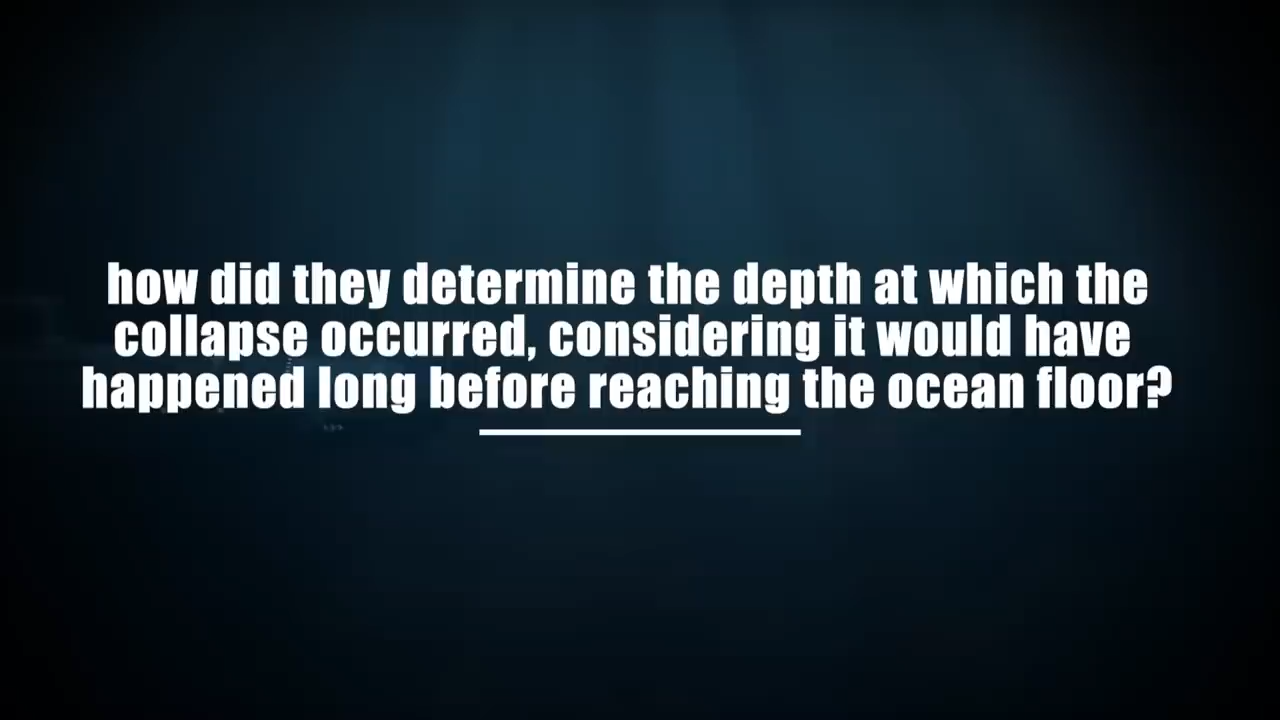 how did they determine the depth at which the
collapse occurred, considering it would have
happened long before reaching the ocean floor?